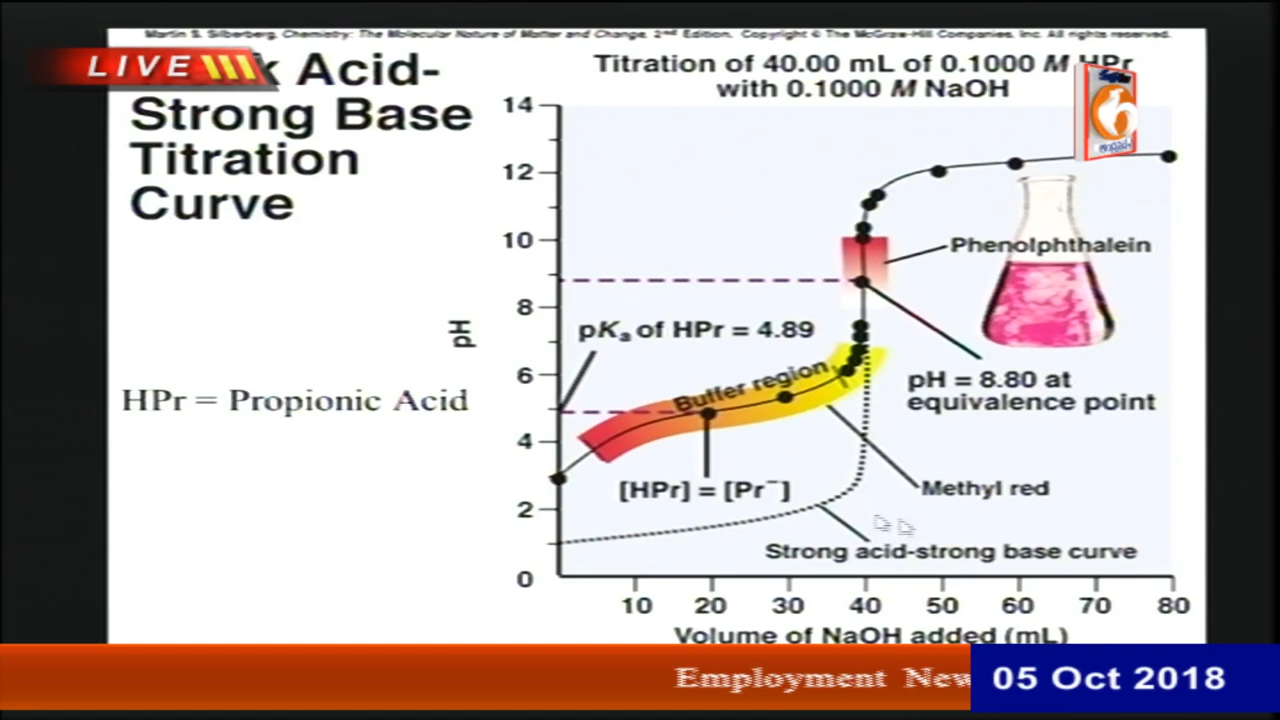 Martin S. Silberberg, Chemistry: The Molecular Nature of Matter and Change, 2nd Edition. Copyright © The McGraw-Hill Companies, Inc. All rights reserved.
LIVE
k Acid-
Strong Base
Titration
Curve
Titration of 40.00 mL of 0.1000 M HPr
with 0.1000 M NaOH
14
12
10
8
6
4
2
0
pH
Phenolphthalein
pKa of HPr = 4.89
Buffer region
HPr = Propionic Acid
pH = 8.80 at
equivalence point
[HPr] = [Pr⁻]
Methyl red
Strong acid-strong base curve
10 20 30 40 50 60 70 80
Volume of NaOH added (mL)
Employment New
05 Oct 2018